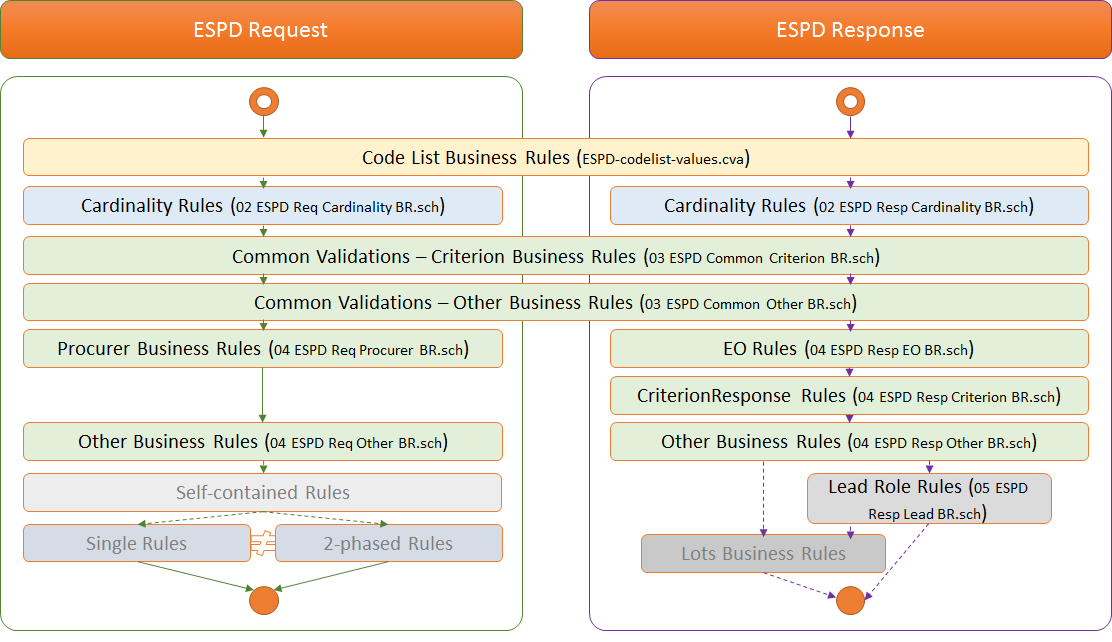 ESPD Request
ESPD Response
Code List Business Rules (ESPD-codelist-values.cva)
Cardinality Rules (02 ESPD Req Cardinality BR.sch)
Cardinality Rules (02 ESPD Resp Cardinality BR.sch)
Common Validations – Criterion Business Rules (03 ESPD Common Criterion BR.sch)
Common Validations – Other Business Rules (03 ESPD Common Other BR.sch)
Procurer Business Rules (04 ESPD Req Procurer BR.sch)
EO Rules (04 ESPD Resp EO BR.sch)
CriterionResponse Rules (04 ESPD Resp Criterion BR.sch)
Other Business Rules (04 ESPD Req Other BR.sch)
Other Business Rules (04 ESPD Resp Other BR.sch)
Self-contained Rules
Lead Role Rules (05 ESPD
Resp Lead BR.sch)
Single Rules
≠
2-phased Rules
Lots Business Rules